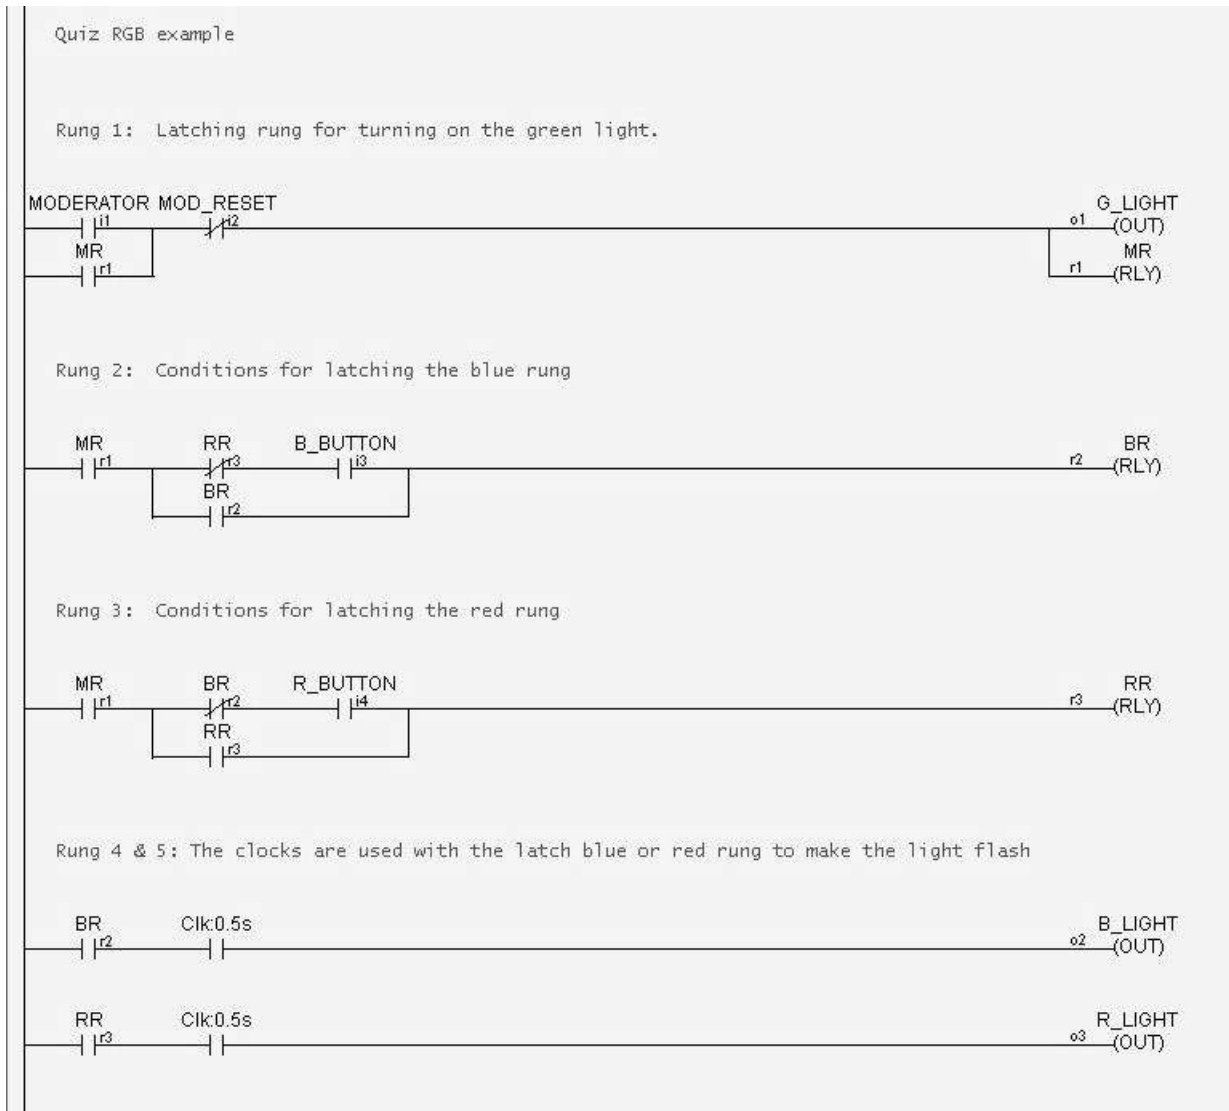 Quiz RGB example
Rung 1: Latching rung for turning on the green light.
MODERATOR MOD_RESET G_LIGHT
i1 i2 o1 (OUT)
MR MR
r1 r1 (RLY)
Rung 2: Conditions for latching the blue rung
MR RR B_BUTTON BR
r1 r3 i3 r2 (RLY)
BR
r2
Rung 3: Conditions for latching the red rung
MR BR R_BUTTON RR
r1 r2 i4 r3 (RLY)
RR
r3
Rung 4 & 5: The clocks are used with the latch blue or red rung to make the light flash
BR Clk:0.5s B_LIGHT
r2 o2 (OUT)
RR Clk:0.5s R_LIGHT
r3 o3 (OUT)